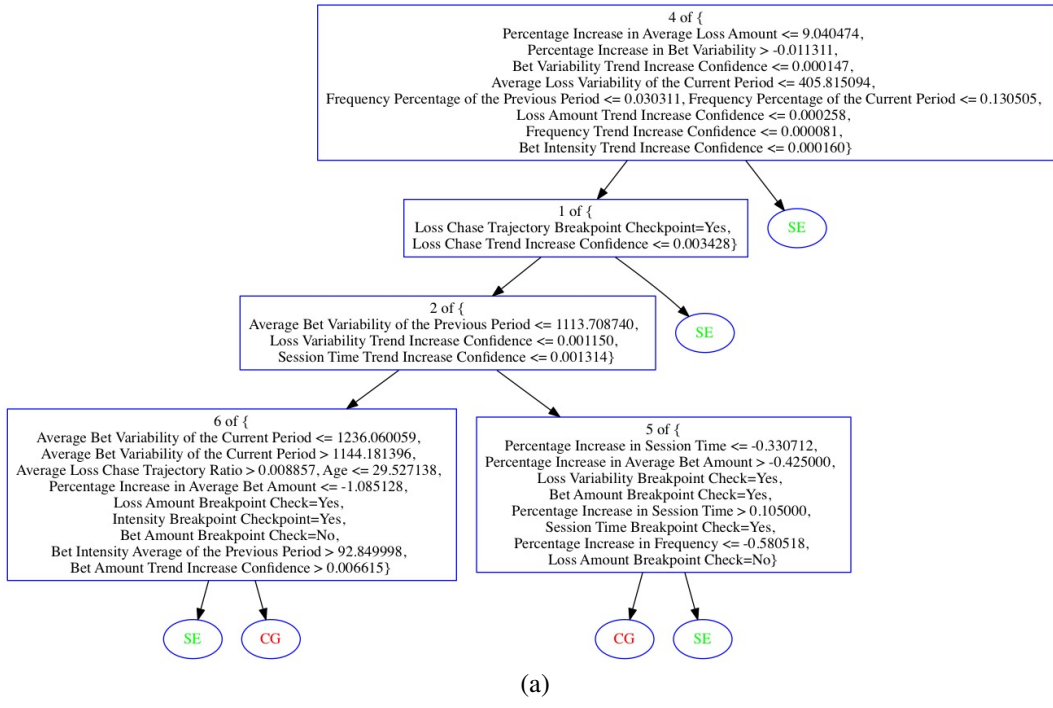 4 of {
Percentage Increase in Average Loss Amount <= 9.040474,
Percentage Increase in Bet Variability > -0.011311,
Bet Variability Trend Increase Confidence <= 0.000147,
Average Loss Variability of the Current Period <= 405.815094,
Frequency Percentage of the Previous Period <= 0.030311, Frequency Percentage of the Current Period <= 0.130505,
Loss Amount Trend Increase Confidence <= 0.000258,
Frequency Trend Increase Confidence <= 0.000081,
Bet Intensity Trend Increase Confidence <= 0.000160}
1 of {
Loss Chase Trajectory Breakpoint Checkpoint=Yes,
Loss Chase Trend Increase Confidence <= 0.003428}
SE
2 of {
Average Bet Variability of the Previous Period <= 1113.708740,
Loss Variability Trend Increase Confidence <= 0.001150,
Session Time Trend Increase Confidence <= 0.001314}
SE
6 of {
Average Bet Variability of the Current Period <= 1236.060059,
Average Bet Variability of the Current Period > 1144.181396,
Average Loss Chase Trajectory Ratio > 0.008857, Age <= 29.527138,
Percentage Increase in Average Bet Amount <= -1.085128,
Loss Amount Breakpoint Check=Yes,
Intensity Breakpoint Checkpoint=Yes,
Bet Amount Breakpoint Check=No,
Bet Intensity Average of the Previous Period > 92.849998,
Bet Amount Trend Increase Confidence > 0.006615}
5 of {
Percentage Increase in Session Time <= -0.330712,
Percentage Increase in Average Bet Amount > -0.425000,
Loss Variability Breakpoint Check=Yes,
Bet Amount Breakpoint Check=Yes,
Percentage Increase in Session Time > 0.105000,
Session Time Breakpoint Check=Yes,
Percentage Increase in Frequency <= -0.580518,
Loss Amount Breakpoint Check=No}
SE
CG
CG
SE
(a)